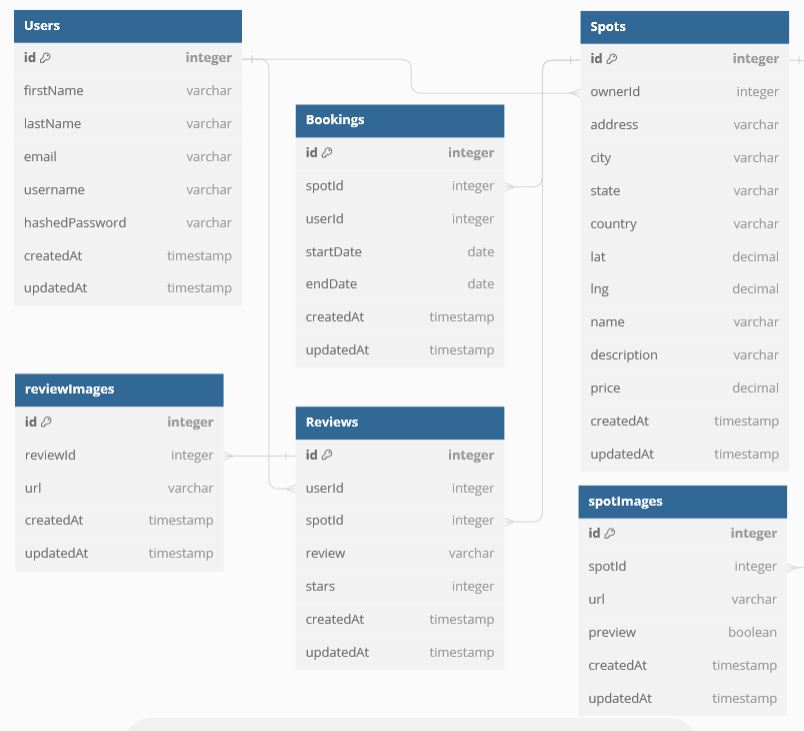 Users
id integer
firstName varchar
lastName varchar
email varchar
username varchar
hashedPassword varchar
createdAt timestamp
updatedAt timestamp
Bookings
id integer
spotId integer
userId integer
startDate date
endDate date
createdAt timestamp
updatedAt timestamp
Spots
id integer
ownerId integer
address varchar
city varchar
state varchar
country varchar
lat decimal
lng decimal
name varchar
description varchar
price decimal
createdAt timestamp
updatedAt timestamp
reviewImages
id integer
reviewId integer
url varchar
createdAt timestamp
updatedAt timestamp
Reviews
id integer
userId integer
spotId integer
review varchar
stars integer
createdAt timestamp
updatedAt timestamp
spotImages
id integer
spotId integer
url varchar
preview boolean
createdAt timestamp
updatedAt timestamp